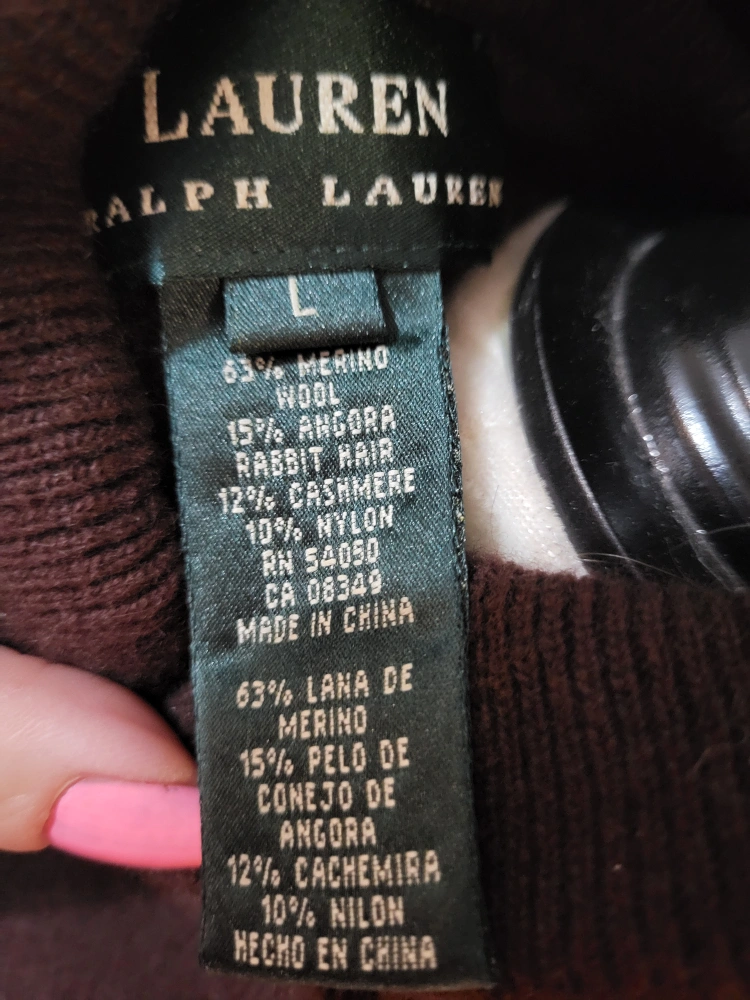 LAUREN
RALPH LAUREN
L
63% MERINO
WOOL
15% ANGORA
RABBIT HAIR
12% CASHMERE
10% NYLON
RN 54050
CA 08349
MADE IN CHINA
63% LANA DE
MERINO
15% PELO DE
CONEJO DE
ANGORA
12% CACHEMIRA
10% NILON
HECHO EN CHINA